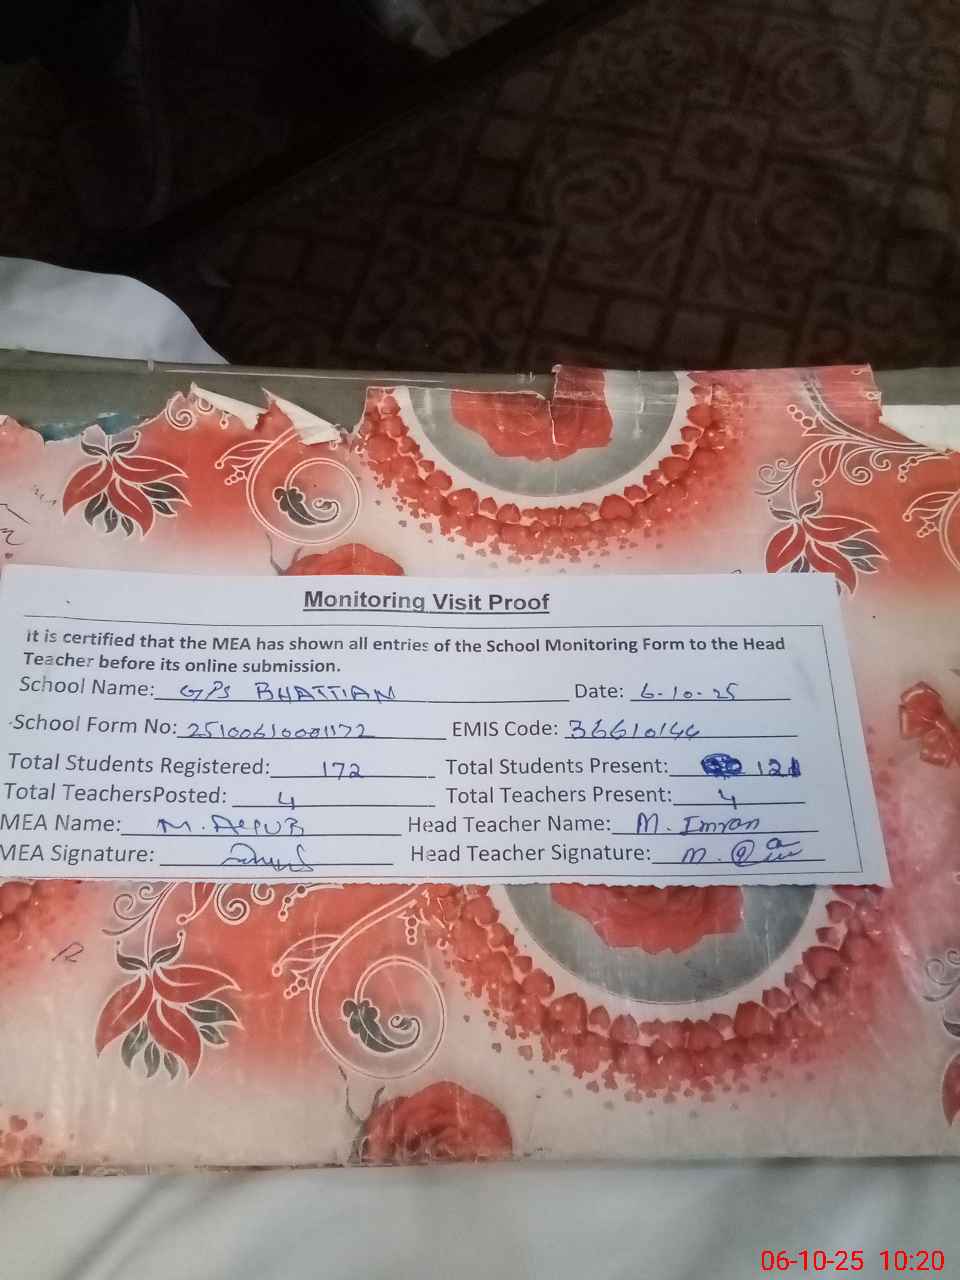 Monitoring Visit Proof
it is certified that the MEA has shown all entries of the School Monitoring Form to the Head
Teacher before its online submission.
School Name: GPS BHATTIAN Date: 6-10-25
School Form No: EMIS Code:
Total Students Registered: 172 Total Students Present: 121
Total TeachersPosted: 4 Total Teachers Present: 4
MEA Name: M. AYYUB Head Teacher Name: M. Imran
MEA Signature: Head Teacher Signature:
06-10-25 10:20